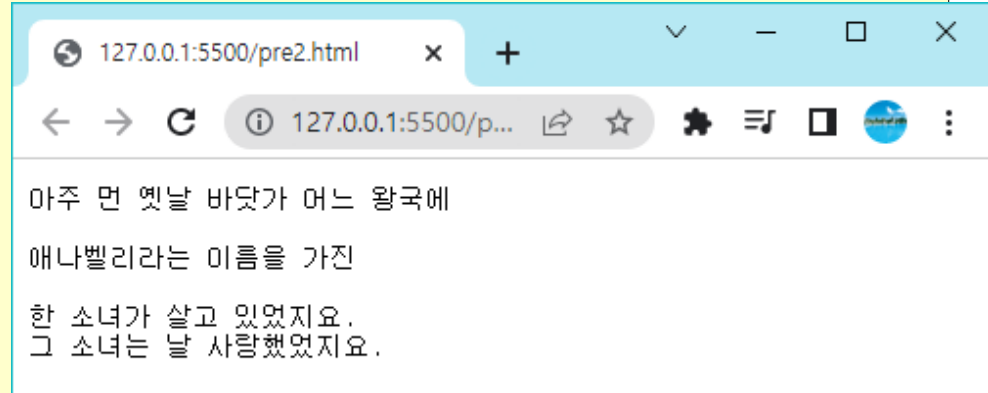 127.0.0.1:5500/pre2.html
127.0.0.1:5500/p...
아주 먼 옛날 바닷가 어느 왕국에
애나벨리라는 이름을 가진
한 소녀가 살고 있었지요.
그 소녀는 날 사랑했었지요.